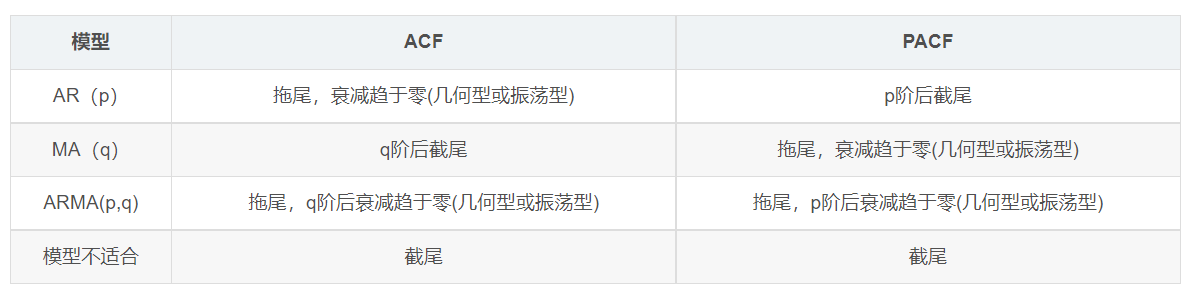 模型 ACF PACF
AR（p） 拖尾，衰减趋于零(几何型或振荡型) p阶后截尾
MA（q） q阶后截尾 拖尾，衰减趋于零(几何型或振荡型)
ARMA(p,q) 拖尾，q阶后衰减趋于零(几何型或振荡型) 拖尾，p阶后衰减趋于零(几何型或振荡型)
模型不适合 截尾 截尾